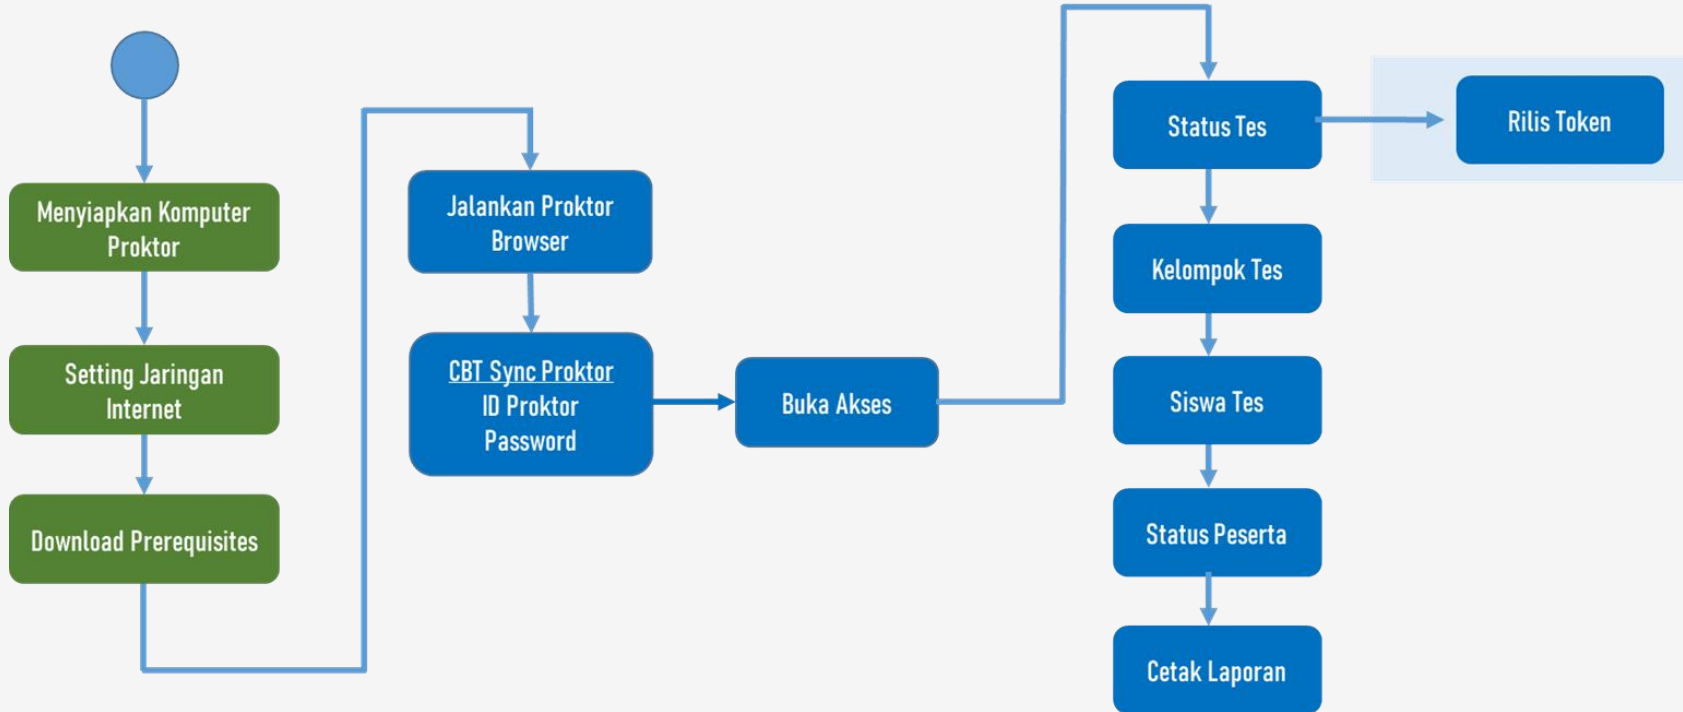 Menyiapkan Komputer
Proktor
Setting Jaringan
Internet
Download Prerequisites
Jalankan Proktor
Browser
CBT Sync Proktor
ID Proktor
Password
Buka Akses
Status Tes
Rilis Token
Kelompok Tes
Siswa Tes
Status Peserta
Cetak Laporan